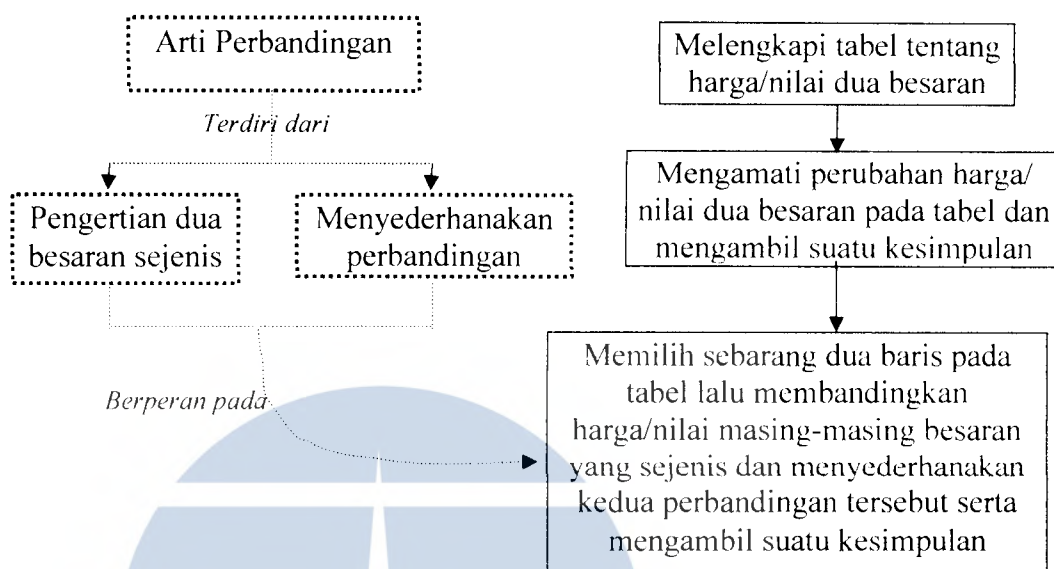 Arti Perbandingan
Terdiri dari
Pengertian dua
besaran sejenis
Menyederhanakan
perbandingan
Berperan pada
Melengkapi tabel tentang
harga/nilai dua besaran
Mengamati perubahan harga/
nilai dua besaran pada tabel dan
mengambil suatu kesimpulan
Memilih sebarang dua baris pada
tabel lalu membandingkan
harga/nilai masing-masing besaran
yang sejenis dan menyederhanakan
kedua perbandingan tersebut serta
mengambil suatu kesimpulan